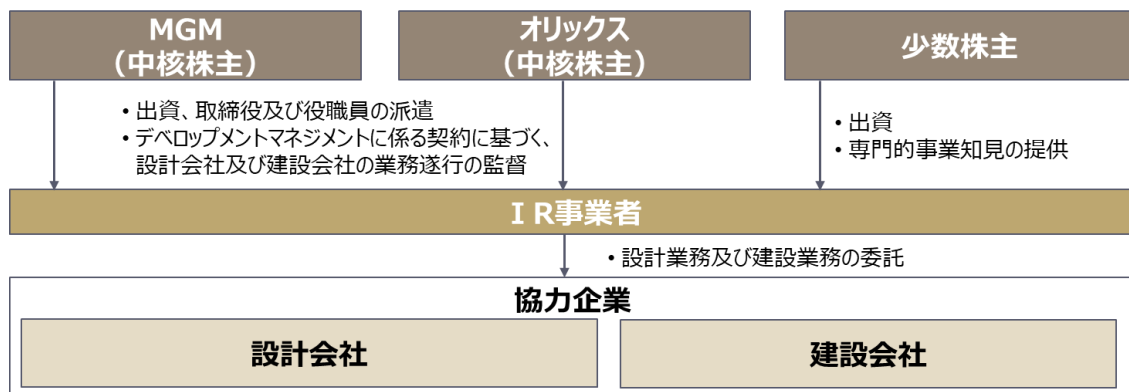 MGM
（中核株主）
オリックス
（中核株主）
少数株主
• 出資、取締役及び役職員の派遣
• デベロップメントマネジメントに係る契約に基づく、
設計会社及び建設会社の業務遂行の監督
• 出資
• 専門的事業知見の提供
ＩＲ事業者
• 設計業務及び建設業務の委託
協力企業
設計会社
建設会社